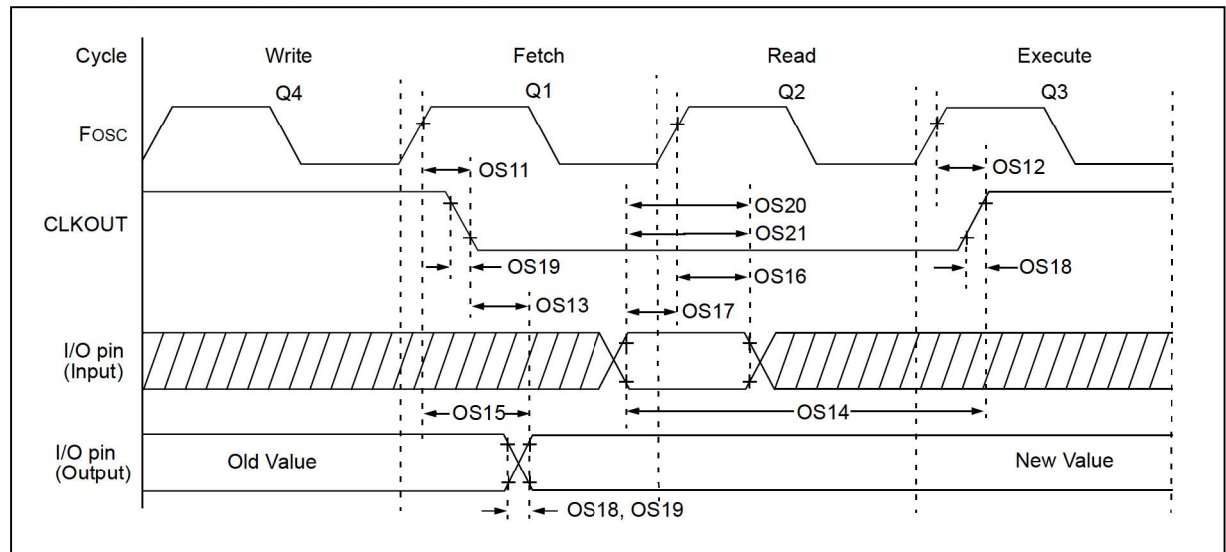 Cycle Write Fetch Read Execute
Q4 Q1 Q2 Q3
FOSC
OS11 OS12
OS20
CLKOUT
OS21
OS19 OS16 OS18
OS13 OS17
I/O pin
(Input)
OS15 OS14
I/O pin
(Output)
Old Value New Value
OS18, OS19